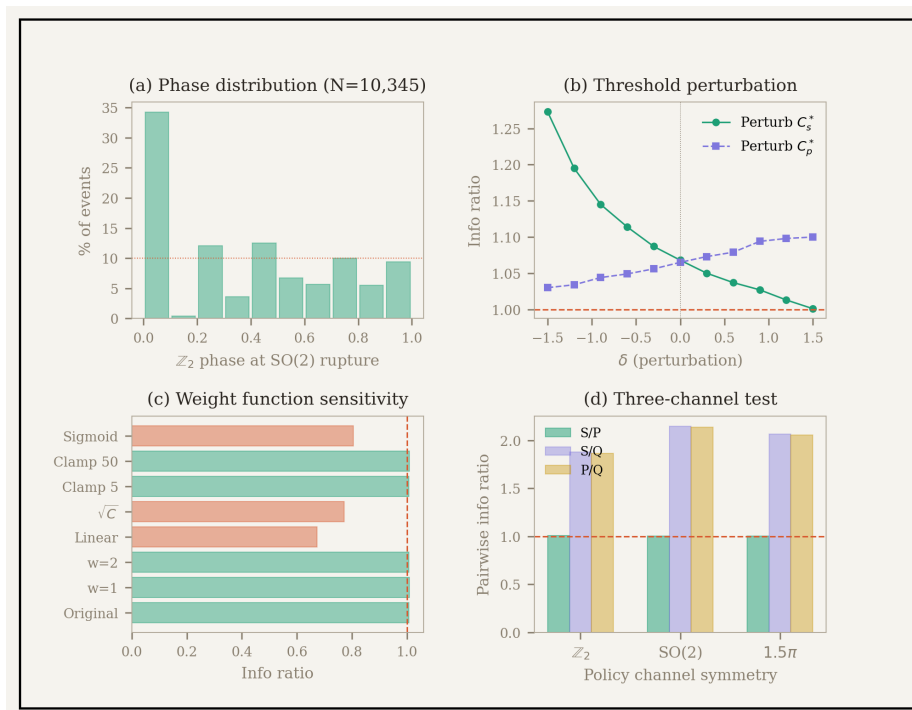 (a) Phase distribution (N=10,345)
% of events
35
30
25
20
15
10
5
0
0.0 0.2 0.4 0.6 0.8 1.0
ℤ₂ phase at SO(2) rupture
(b) Threshold perturbation
Info ratio
1.25
1.20
1.15
1.10
1.05
1.00
Perturb C_s^*
Perturb C_p^*
−1.5 −1.0 −0.5 0.0 0.5 1.0 1.5
δ (perturbation)
(c) Weight function sensitivity
Sigmoid
Clamp 50
Clamp 5
√C
Linear
w=2
w=1
Original
0.0 0.2 0.4 0.6 0.8 1.0
Info ratio
(d) Three-channel test
Pairwise info ratio
2.0
1.5
1.0
0.5
0.0
S/P
S/Q
P/Q
ℤ₂ SO(2) 1.5π
Policy channel symmetry